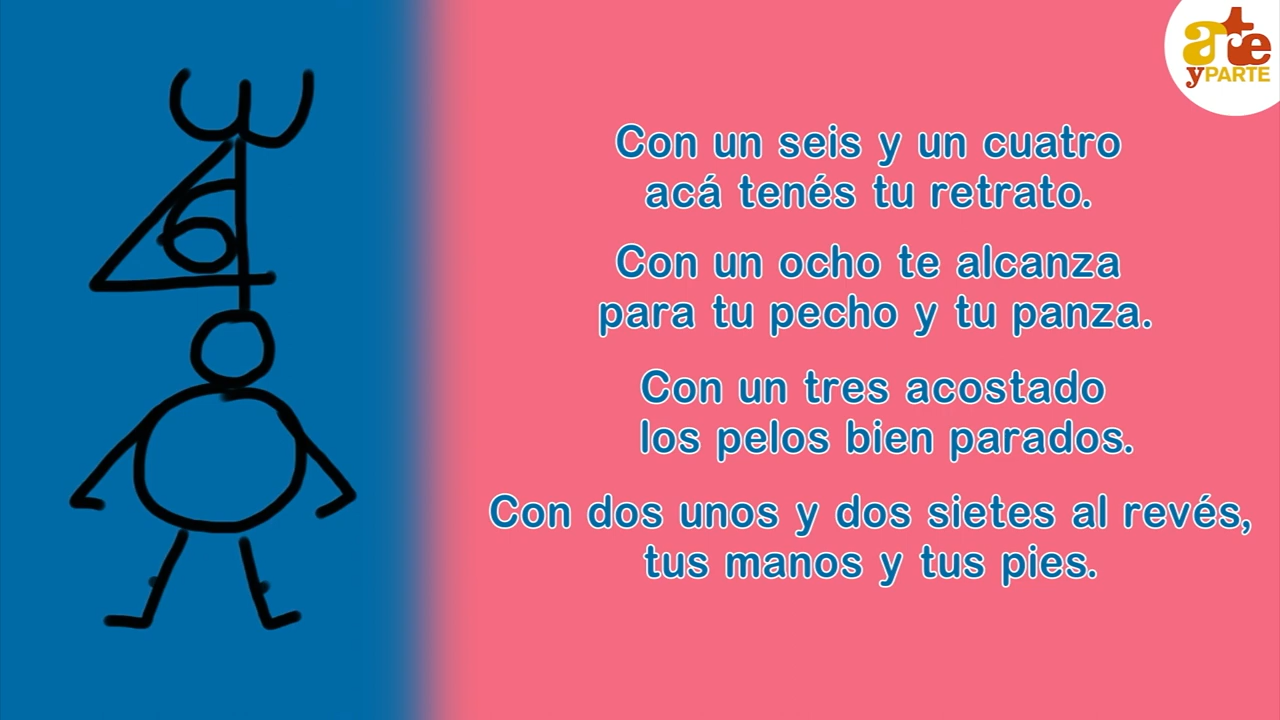 arte
yPARTE
Con un seis y un cuatro
acá tenés tu retrato.
Con un ocho te alcanza
para tu pecho y tu panza.
Con un tres acostado
los pelos bien parados.
Con dos unos y dos sietes al revés,
tus manos y tus pies.
6